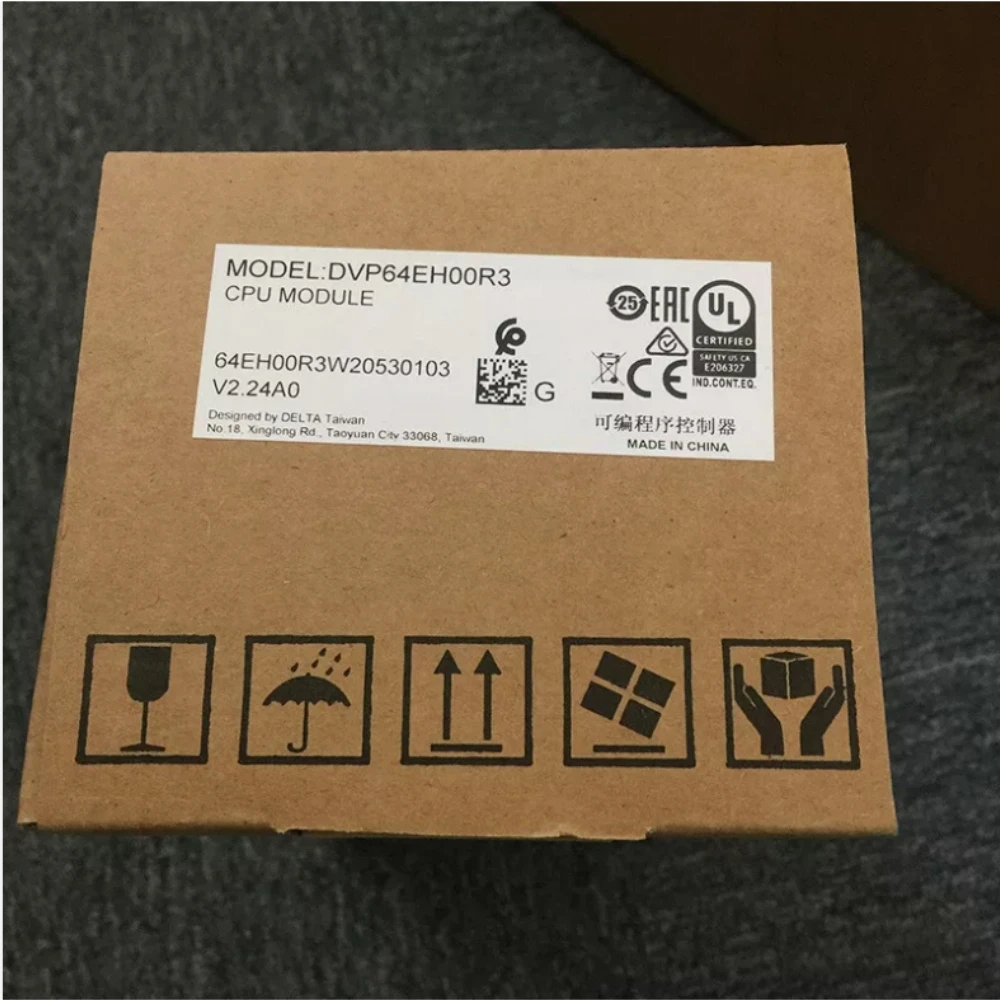 MODEL:DVP64EH00R3
CPU MODULE
64EH00R3W20530103
V2.24A0
G
Designed by DELTA Taiwan
No.18, Xinglong Rd., Taoyuan City 33068, Taiwan
25 EAC UL
CERTIFIED
SAFETY US CA
E206327
IND.CONT.EQ.
CE
可编程序控制器
MADE IN CHINA